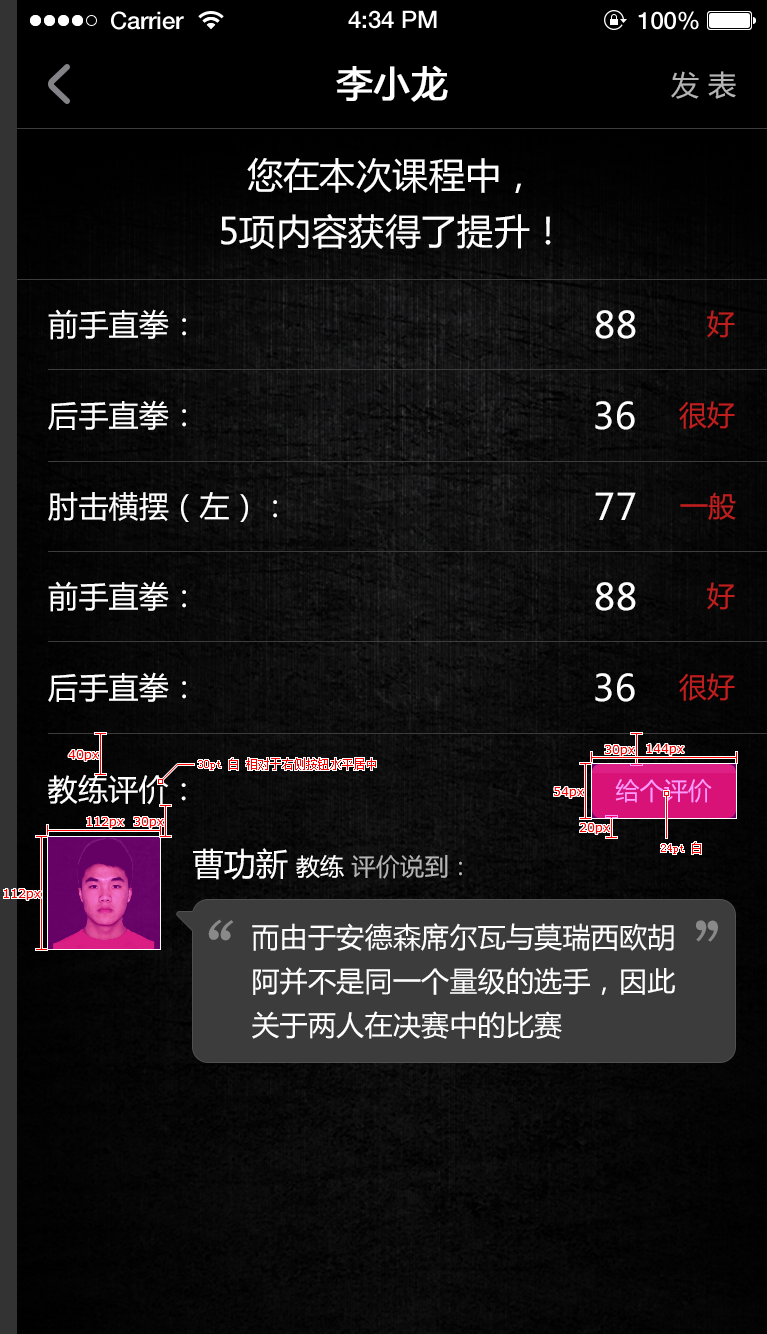 Carrier 4:34 PM 100%
李小龙 发 表
您在本次课程中，
5项内容获得了提升！
前手直拳： 88 好
后手直拳： 36 很好
肘击横摆（左）： 77 一般
前手直拳： 88 好
后手直拳： 36 很好
40px 30px 144px
30pt 白 相对于右侧按钮水平居中
教练评价： 54px 给个评价
112px 30px 20px
24pt 白
112px
曹功新 教练 评价说到：
“ 而由于安德森席尔瓦与莫瑞西欧胡 ”
阿并不是同一个量级的选手，因此
关于两人在决赛中的比赛